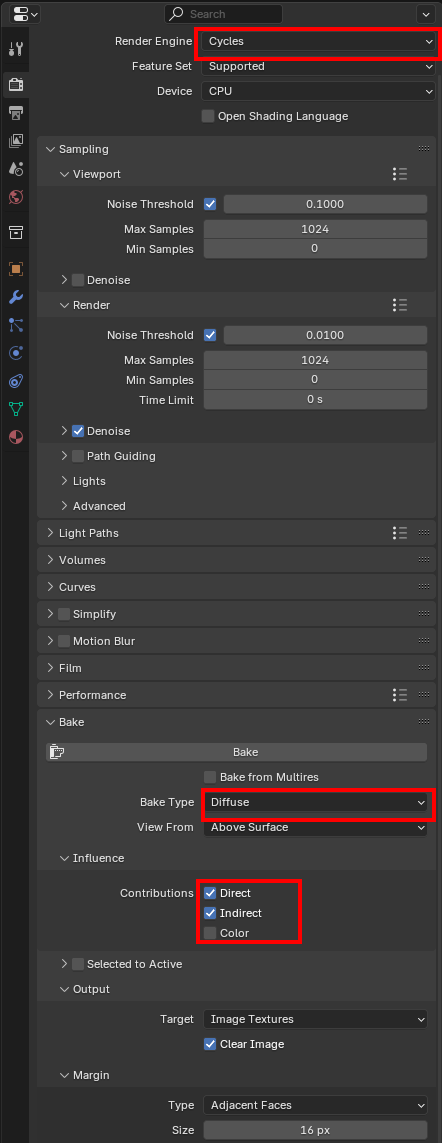 Search
Render Engine Cycles
Feature Set Supported
Device CPU
Open Shading Language
Sampling
Viewport
Noise Threshold 0.1000
Max Samples 1024
Min Samples 0
Denoise
Render
Noise Threshold 0.0100
Max Samples 1024
Min Samples 0
Time Limit 0 s
Denoise
Path Guiding
Lights
Advanced
Light Paths
Volumes
Curves
Simplify
Motion Blur
Film
Performance
Bake
Bake
Bake from Multires
Bake Type Diffuse
View From Above Surface
Influence
Contributions Direct
Indirect
Color
Selected to Active
Output
Target Image Textures
Clear Image
Margin
Type Adjacent Faces
Size 16 px